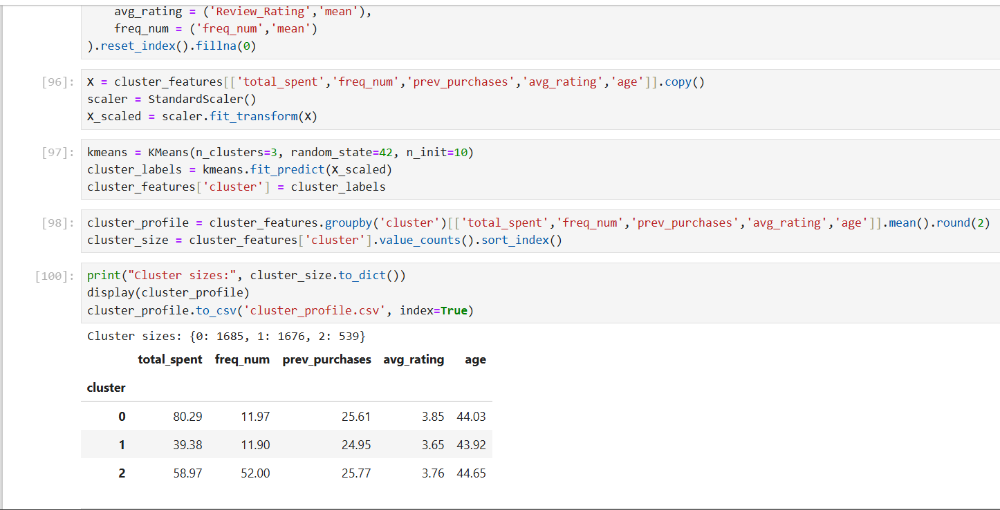 avg_rating = ('Review_Rating','mean'),
freq_num = ('freq_num','mean')
).reset_index().fillna(0)
[96]: X = cluster_features[['total_spent','freq_num','prev_purchases','avg_rating','age']].copy()
scaler = StandardScaler()
X_scaled = scaler.fit_transform(X)
[97]: kmeans = KMeans(n_clusters=3, random_state=42, n_init=10)
cluster_labels = kmeans.fit_predict(X_scaled)
cluster_features['cluster'] = cluster_labels
[98]: cluster_profile = cluster_features.groupby('cluster')[['total_spent','freq_num','prev_purchases','avg_rating','age']].mean().round(2)
cluster_size = cluster_features['cluster'].value_counts().sort_index()
[100]: print("Cluster sizes:", cluster_size.to_dict())
display(cluster_profile)
cluster_profile.to_csv('cluster_profile.csv', index=True)
Cluster sizes: {0: 1685, 1: 1676, 2: 539}
total_spent freq_num prev_purchases avg_rating age
cluster
0 80.29 11.97 25.61 3.85 44.03
1 39.38 11.90 24.95 3.65 43.92
2 58.97 52.00 25.77 3.76 44.65